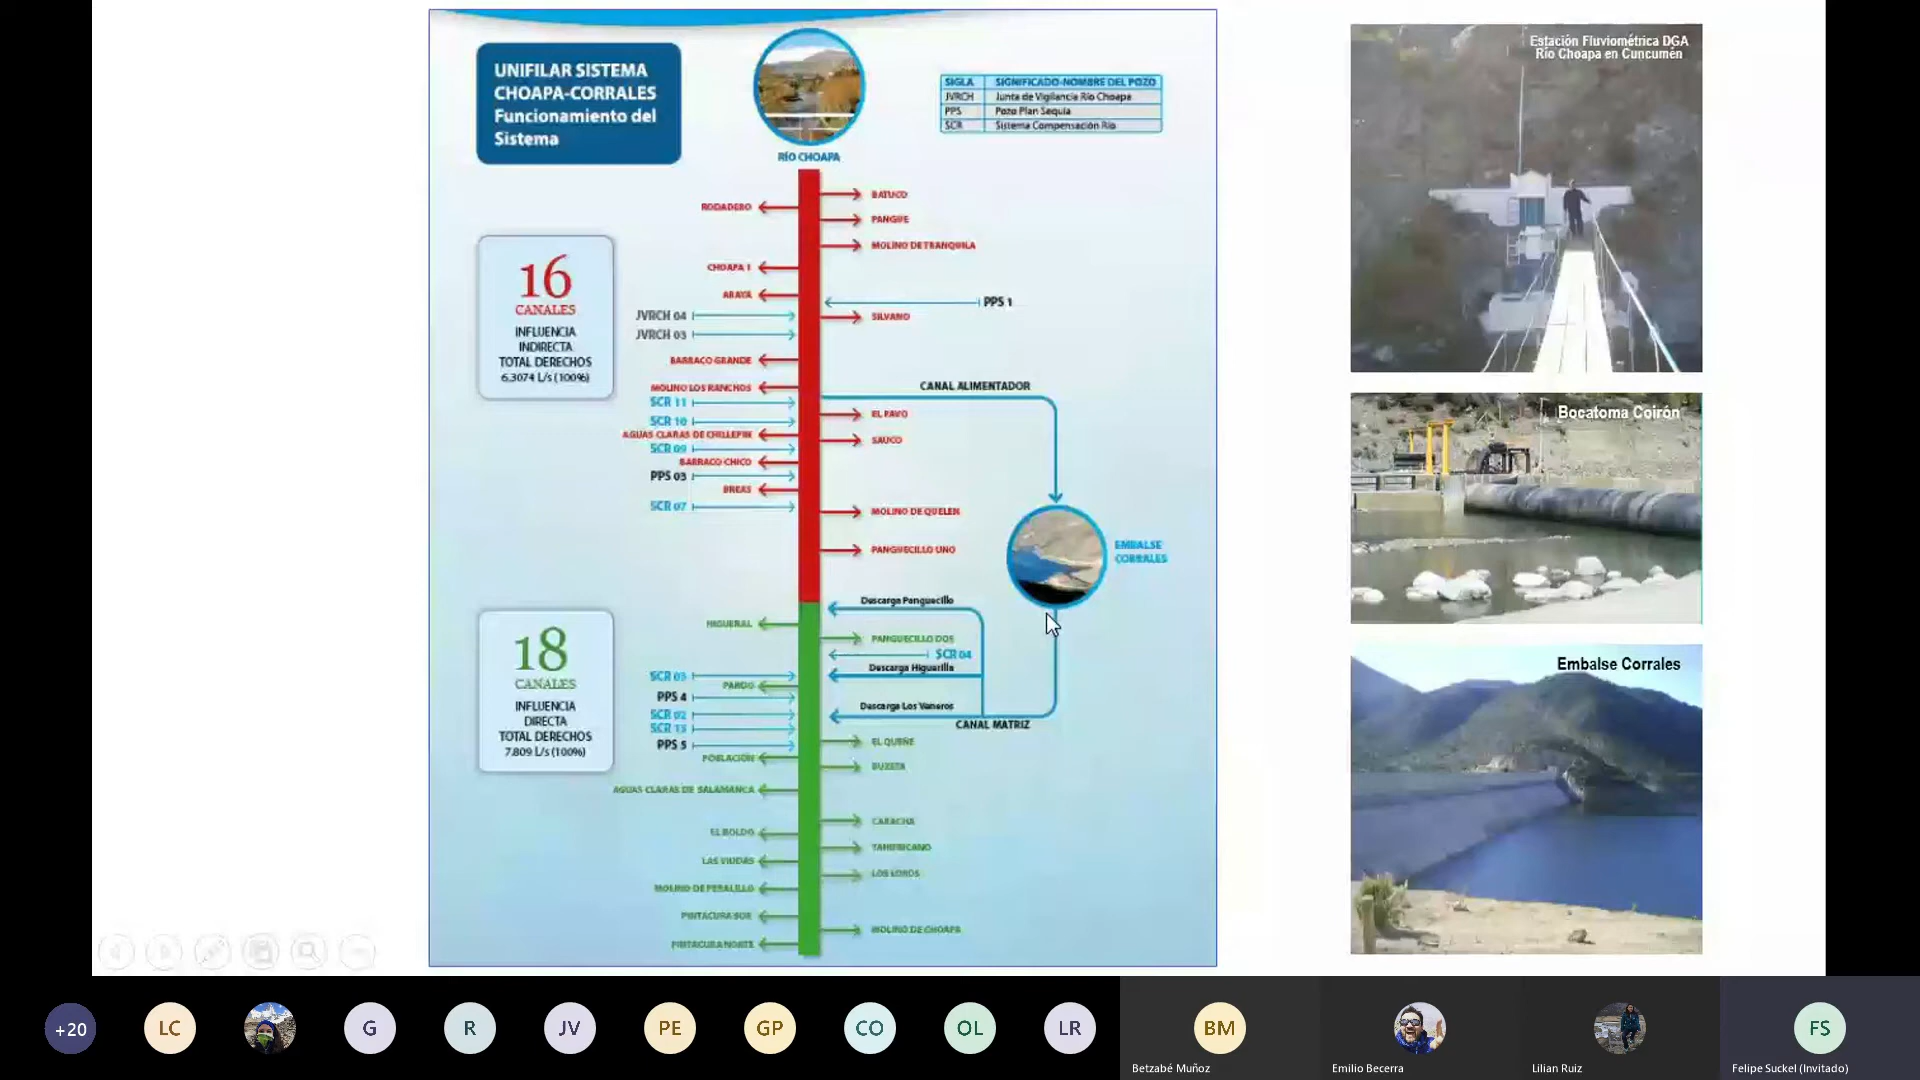 UNIFILAR SISTEMA
CHOAPA-CORRALES
Funcionamiento del
Sistema
RÍO CHOAPA
SIGLA SIGNIFICADO-NOMBRE DEL POZO
JVRCH Junta de Vigilancia Río Choapa
PPS Pozo Plan Sequía
SCR Sistema Compensación Río
BATUCO
RODADERO
PANGUE
MOLINO DE TRANQUILA
CHOAPA 1
ARAYA
PPS 1
JVRCH 04
SILVANO
JVRCH 03
BARRACO GRANDE
CANAL ALIMENTADOR
MOLINO LOS RANCHOS
SCR 11
EL PAVO
SCR 10
AGUAS CLARAS DE CHILLEPIN
SAUCO
SCR 09
BARRACO CHICO
PPS 03
BREAS
SCR 07
MOLINO DE QUELEN
PANGUECILLO UNO
EMBALSE
CORRALES
16
CANALES
INFLUENCIA
INDIRECTA
TOTAL DERECHOS
6.3074 L/s (100%)
Descarga Panguecillo
HIGUERAL
PANGUECILLO DOS
SCR 04
Descarga Higuerilla
SCR 03
PARDO
PPS 4
Descarga Los Vaneros
SCR 02
CANAL MATRIZ
SCR 13
PPS 5
EL QUEÑE
POBLACIÓN
BUZETA
AGUAS CLARAS DE SALAMANCA
CARACHA
EL BOLDO
TAHUINCANO
LAS VIUDAS
LOS LOROS
MOLINO DE PERALILLO
PINTACURA SUR
MOLINO DE CHOAPA
PINTACURA NORTE
18
CANALES
INFLUENCIA
DIRECTA
TOTAL DERECHOS
7.809 L/s (100%)
Estación Fluviométrica DGA
Río Choapa en Cuncumén
Bocatoma Coirón
Embalse Corrales
+20
LC
G
R
JV
PE
GP
CO
OL
LR
BM
FS
Betzabé Muñoz
Emilio Becerra
Lilian Ruiz
Felipe Suckel (Invitado)